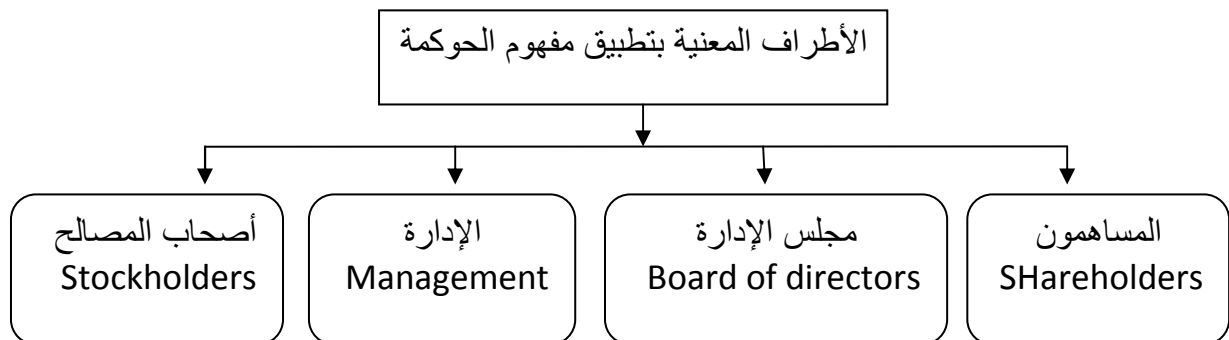 الأطراف المعنية بتطبيق مفهوم الحوكمة
المساهمون
SHareholders
مجلس الإدارة
Board of directors
الإدارة
Management
أصحاب المصالح
Stockholders